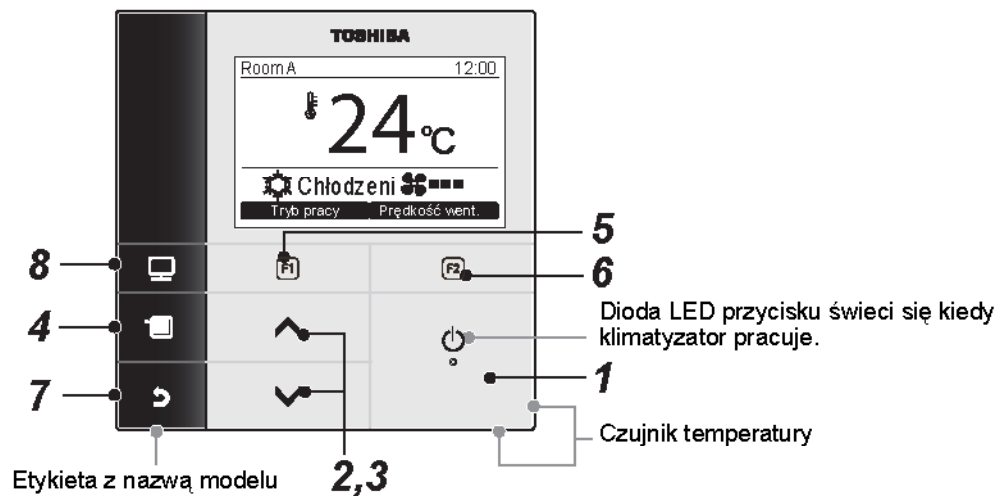 TOSHIBA
Room A 12:00
24 °C
Chłodzeni
Tryb pracy Prędkość went.
5
8 F1 F2 6
4
Dioda LED przycisku świeci się kiedy
klimatyzator pracuje.
1
7
Czujnik temperatury
Etykieta z nazwą modelu
2,3